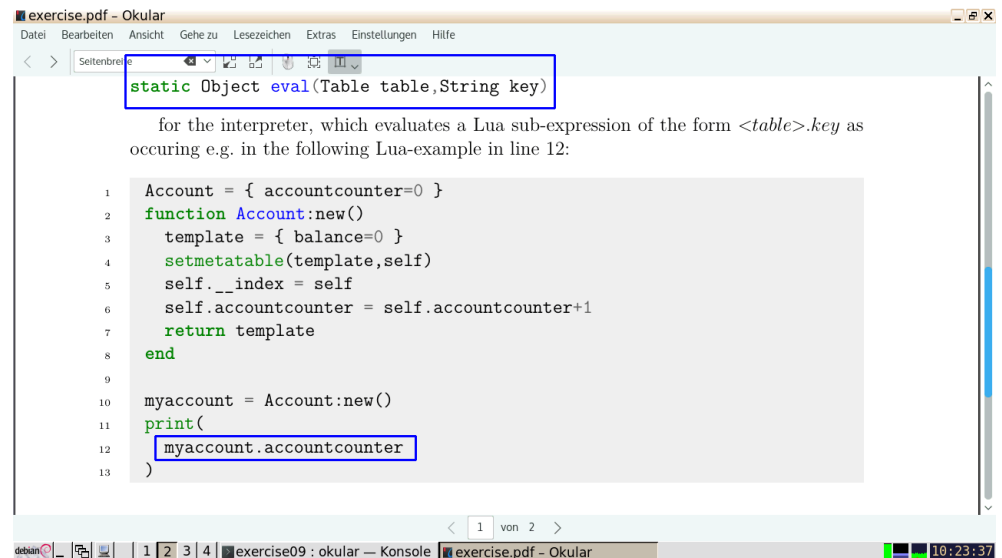 exercise.pdf – Okular
Datei Bearbeiten Ansicht Gehe zu Lesezeichen Extras Einstellungen Hilfe
Seitenbreite
static Object eval(Table table,String key)
for the interpreter, which evaluates a Lua sub-expression of the form <table>.key as
occuring e.g. in the following Lua-example in line 12:
1 Account = { accountcounter=0 }
2 function Account:new()
3 template = { balance=0 }
4 setmetatable(template,self)
5 self.__index = self
6 self.accountcounter = self.accountcounter+1
7 return template
8 end
9
10 myaccount = Account:new()
11 print(
12 myaccount.accountcounter
13 )
< 1 von 2 >
debian 1 2 3 4 exercise09 : okular — Konsole exercise.pdf – Okular 10:23:37